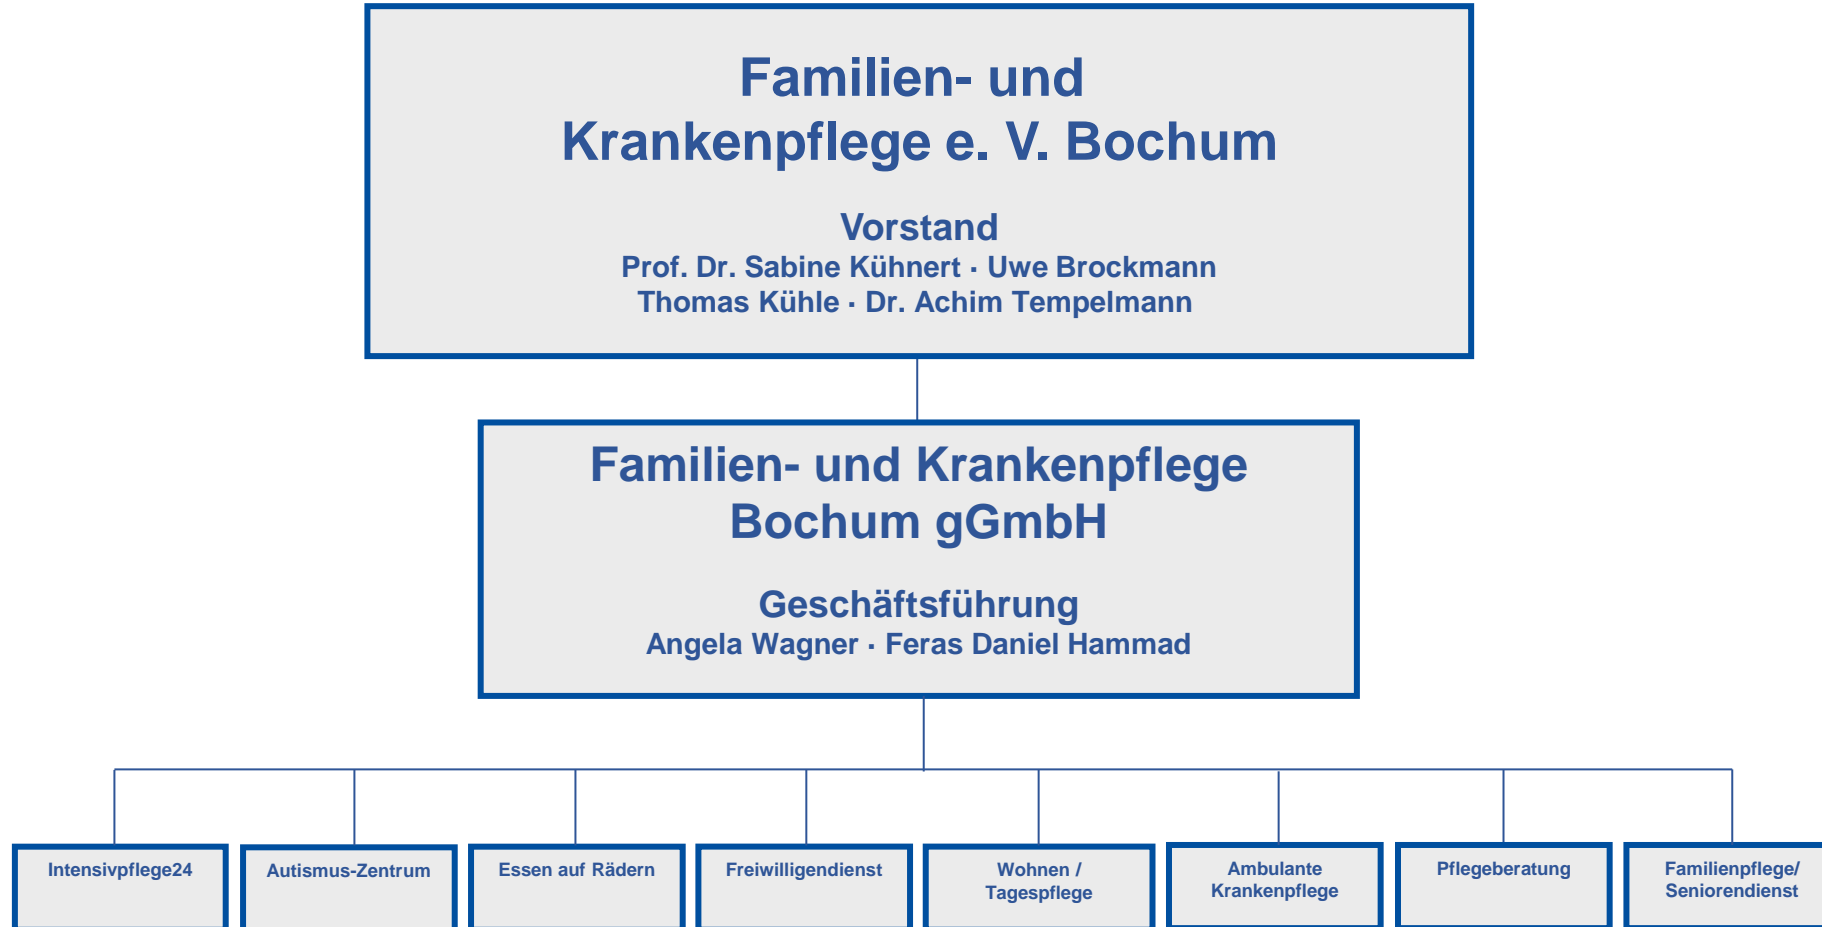 Familien- und
Krankenpflege e. V. Bochum
Vorstand
Prof. Dr. Sabine Kühnert · Uwe Brockmann
Thomas Kühle · Dr. Achim Tempelmann
Familien- und Krankenpflege
Bochum gGmbH
Geschäftsführung
Angela Wagner · Feras Daniel Hammad
Intensivpflege24
Autismus-Zentrum
Essen auf Rädern
Freiwilligendienst
Wohnen /
Tagespflege
Ambulante
Krankenpflege
Pflegeberatung
Familienpflege/
Seniorendienst